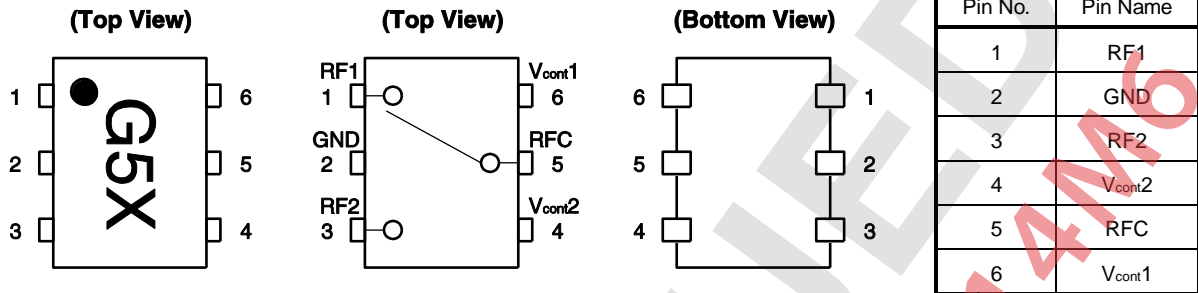 (Top View)
1
2
3
6
5
4
G5X
(Top View)
RF1
1
GND
2
RF2
3
Vcont1
6
RFC
5
Vcont2
4
(Bottom View)
6
5
4
1
2
3
Pin No. Pin Name
1 RF1
2 GND
3 RF2
4 Vcont2
5 RFC
6 Vcont1